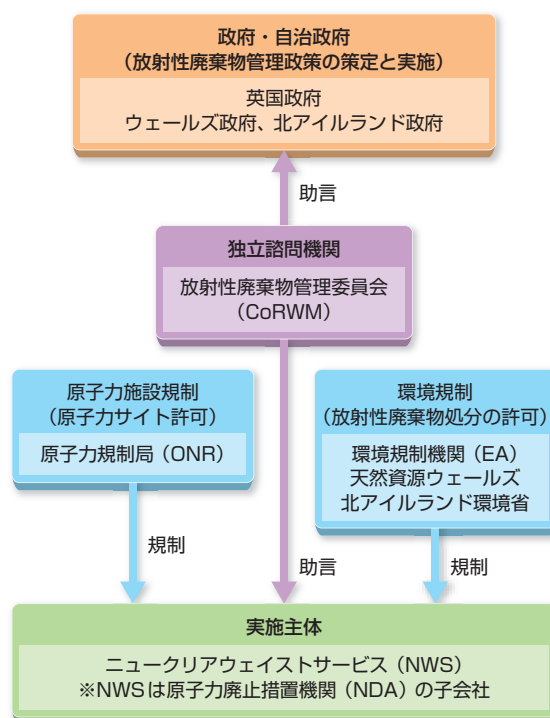 政府・自治政府
（放射性廃棄物管理政策の策定と実施）
英国政府
ウェールズ政府、北アイルランド政府
助言
独立諮問機関
放射性廃棄物管理委員会
（CoRWM）
原子力施設規制
（原子力サイト許可）
原子力規制局（ONR）
環境規制
（放射性廃棄物処分の許可）
環境規制機関（EA）
天然資源ウェールズ
北アイルランド環境省
規制
助言
規制
実施主体
ニュークリアウェイストサービス（NWS）
※NWSは原子力廃止措置機関（NDA）の子会社